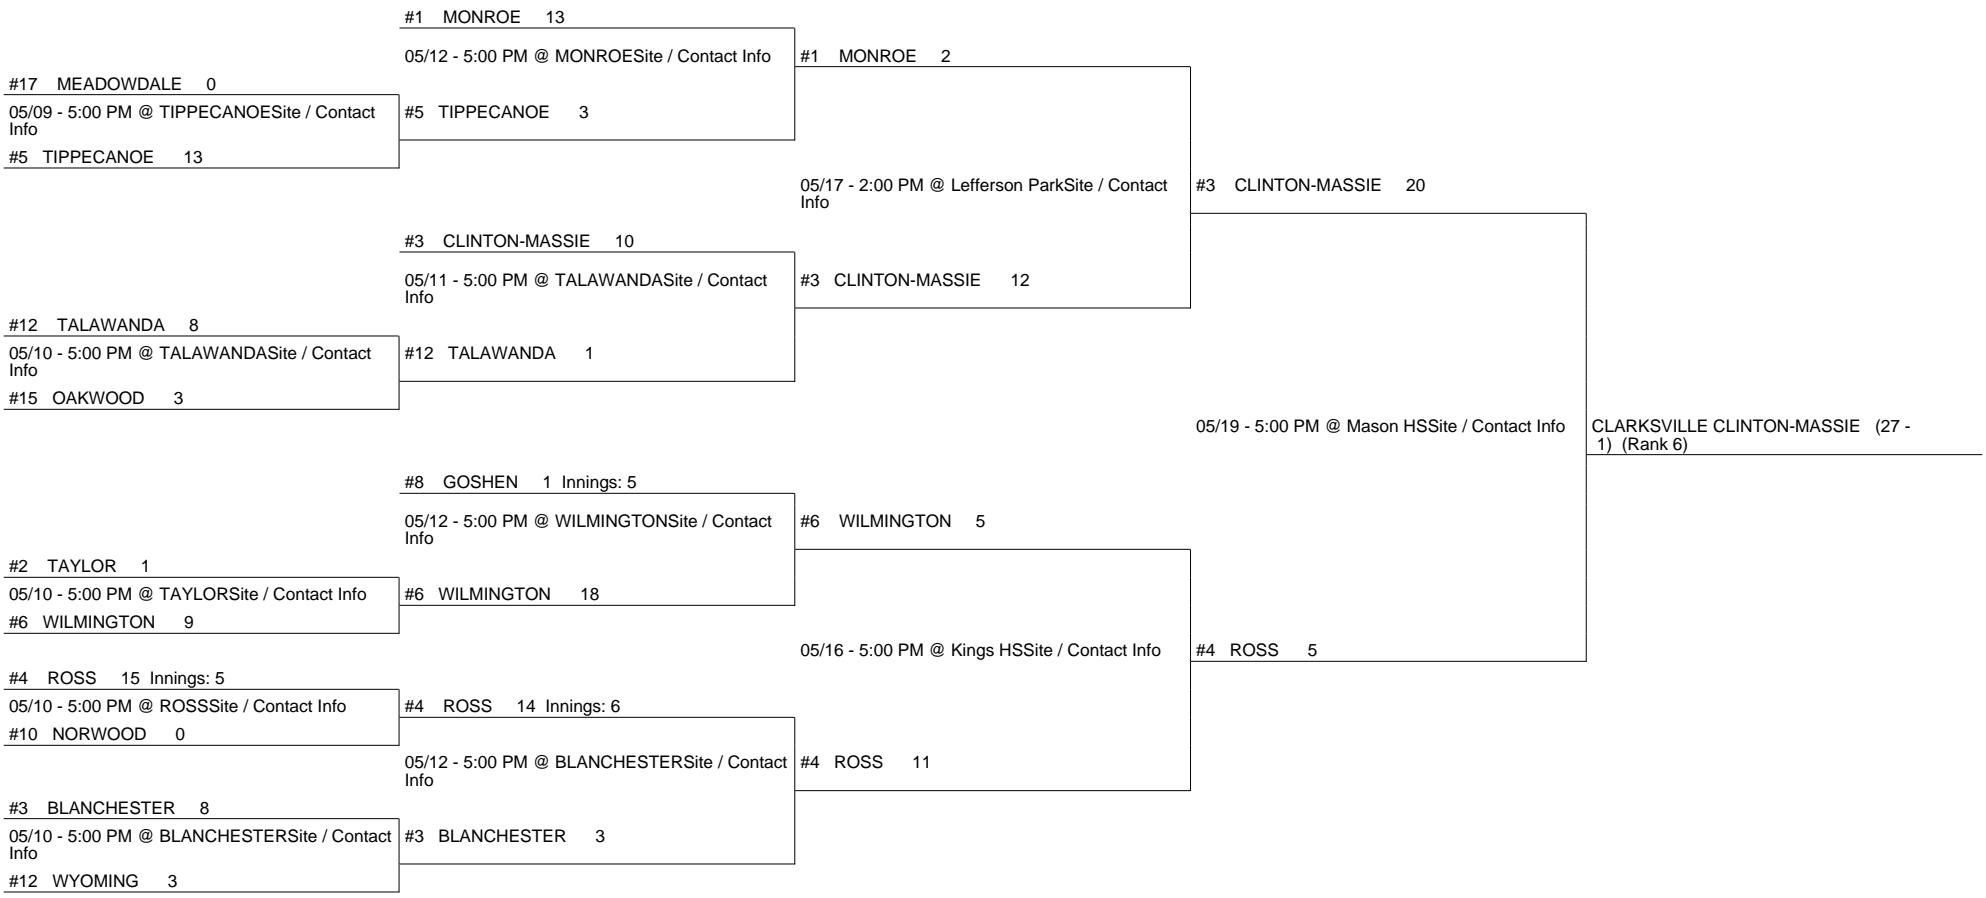 #1 MONROE 13
05/12 - 5:00 PM @ MONROESite / Contact Info
#1 MONROE 2
#17 MEADOWDALE 0
05/09 - 5:00 PM @ TIPPECANOESite / Contact
Info
#5 TIPPECANOE 3
#5 TIPPECANOE 13
05/17 - 2:00 PM @ Lefferson ParkSite / Contact
Info
#3 CLINTON-MASSIE 20
#3 CLINTON-MASSIE 10
05/11 - 5:00 PM @ TALAWANDASite / Contact
Info
#3 CLINTON-MASSIE 12
#12 TALAWANDA 8
05/10 - 5:00 PM @ TALAWANDASite / Contact
Info
#12 TALAWANDA 1
#15 OAKWOOD 3
05/19 - 5:00 PM @ Mason HSSite / Contact Info
CLARKSVILLE CLINTON-MASSIE (27 -
1) (Rank 6)
#8 GOSHEN 1 Innings: 5
05/12 - 5:00 PM @ WILMINGTONSite / Contact
Info
#6 WILMINGTON 5
#2 TAYLOR 1
05/10 - 5:00 PM @ TAYLORSite / Contact Info
#6 WILMINGTON 18
#6 WILMINGTON 9
05/16 - 5:00 PM @ Kings HSSite / Contact Info
#4 ROSS 5
#4 ROSS 15 Innings: 5
05/10 - 5:00 PM @ ROSSSite / Contact Info
#4 ROSS 14 Innings: 6
#10 NORWOOD 0
05/12 - 5:00 PM @ BLANCHESTERSite / Contact
Info
#4 ROSS 11
#3 BLANCHESTER 8
05/10 - 5:00 PM @ BLANCHESTERSite / Contact
Info
#3 BLANCHESTER 3
#12 WYOMING 3